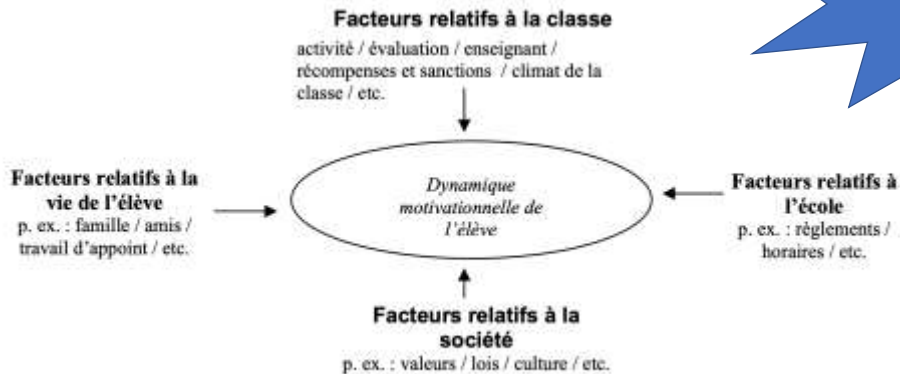 Facteurs relatifs à la classe
activité / évaluation / enseignant /
récompenses et sanctions / climat de la
classe / etc.
Facteurs relatifs à la
vie de l'élève
p. ex. : famille / amis /
travail d'appoint / etc.
Dynamique
motivationnelle de
l'élève
Facteurs relatifs à
l'école
p. ex. : règlements /
horaires / etc.
Facteurs relatifs à la
société
p. ex. : valeurs / lois / culture / etc.